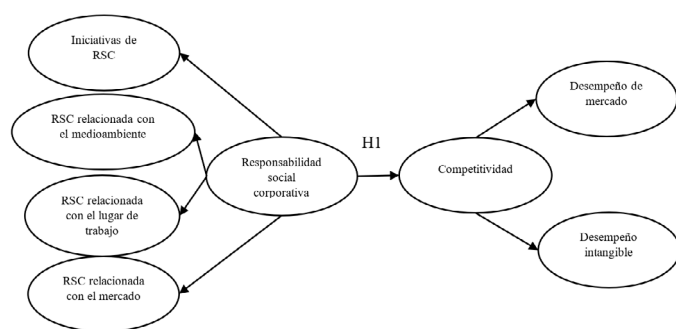 Iniciativas de
RSC
RSC relacionada con
el medioambiente
RSC relacionada
con el lugar de
trabajo
RSC relacionada
con el mercado
Responsabilidad
social
corporativa
H1
Competitividad
Desempeño de
mercado
Desempeño
intangible